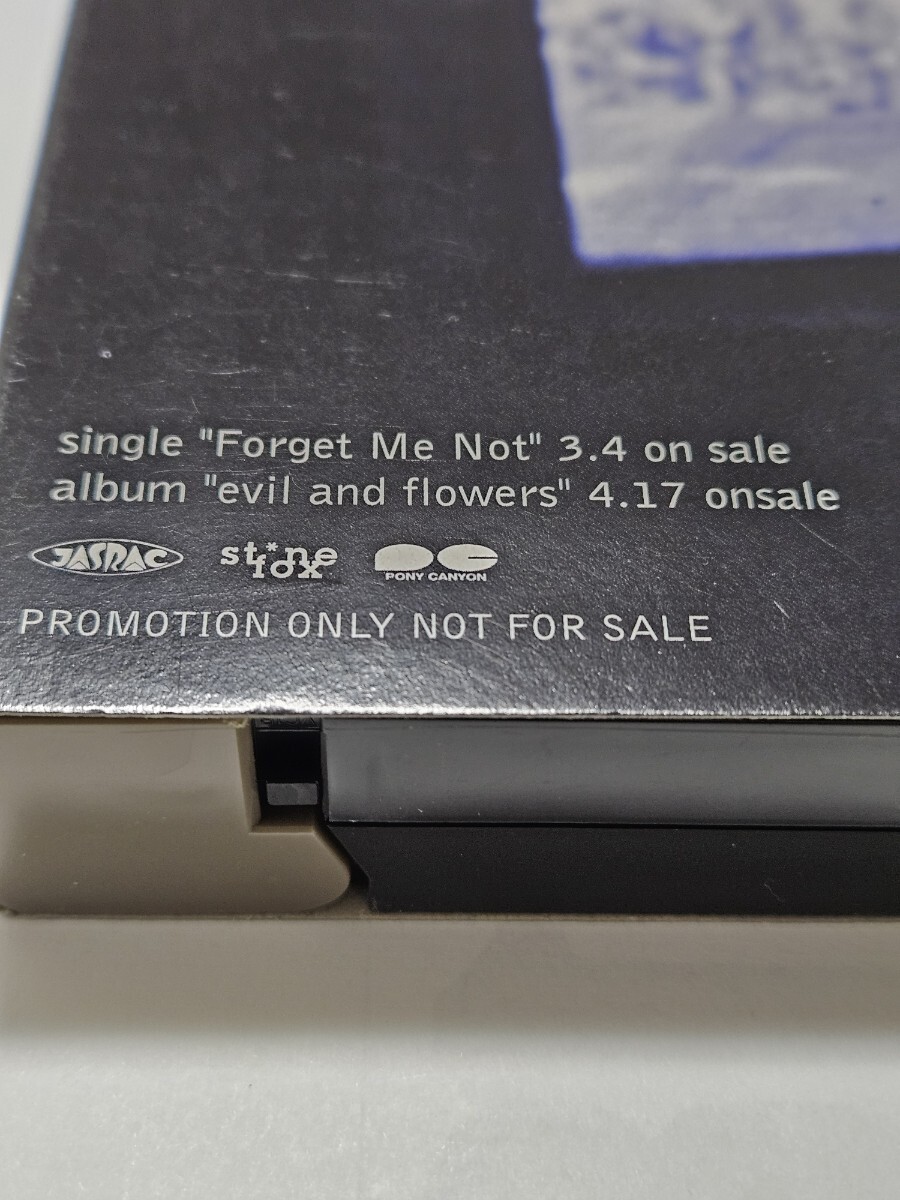 single "Forget Me Not" 3.4 on sale
album "evil and flowers" 4.17 onsale
JASRAC st*ne fox PONY CANYON
PROMOTION ONLY NOT FOR SALE